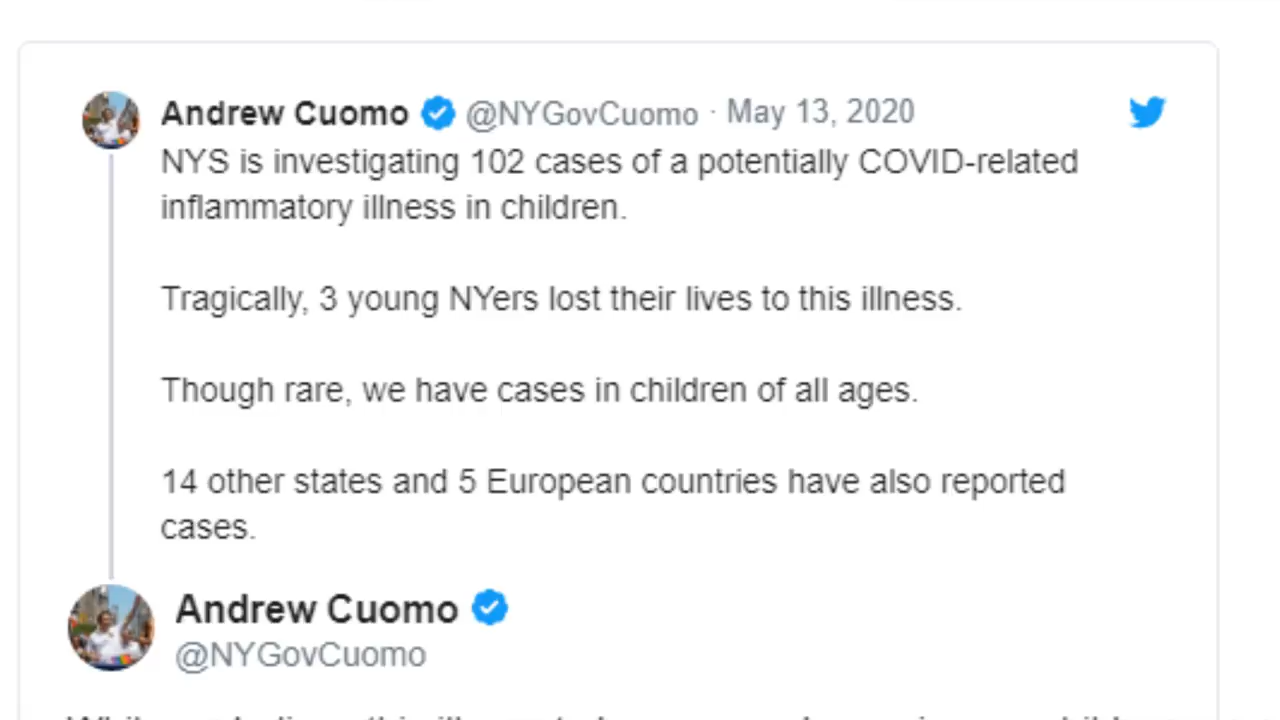 Andrew Cuomo @NYGovCuomo · May 13, 2020
NYS is investigating 102 cases of a potentially COVID-related
inflammatory illness in children.
Tragically, 3 young NYers lost their lives to this illness.
Though rare, we have cases in children of all ages.
14 other states and 5 European countries have also reported
cases.
Andrew Cuomo
@NYGovCuomo